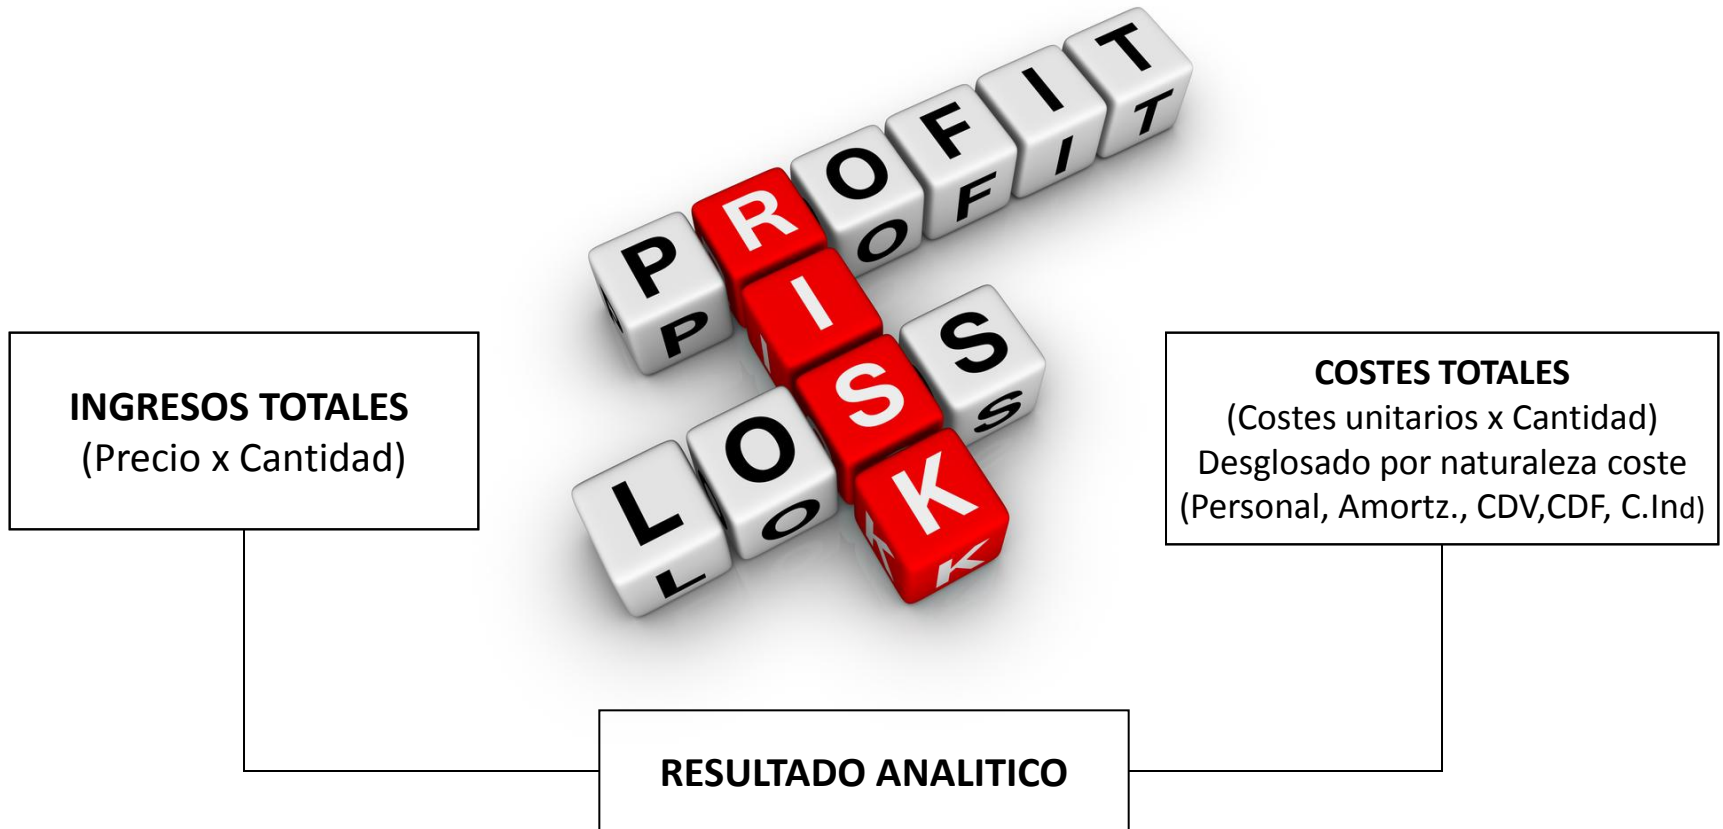 PROFIT
RISK
LOSS
INGRESOS TOTALES
(Precio x Cantidad)
COSTES TOTALES
(Costes unitarios x Cantidad)
Desglosado por naturaleza coste
(Personal, Amortz., CDV,CDF, C.Ind)
RESULTADO ANALITICO